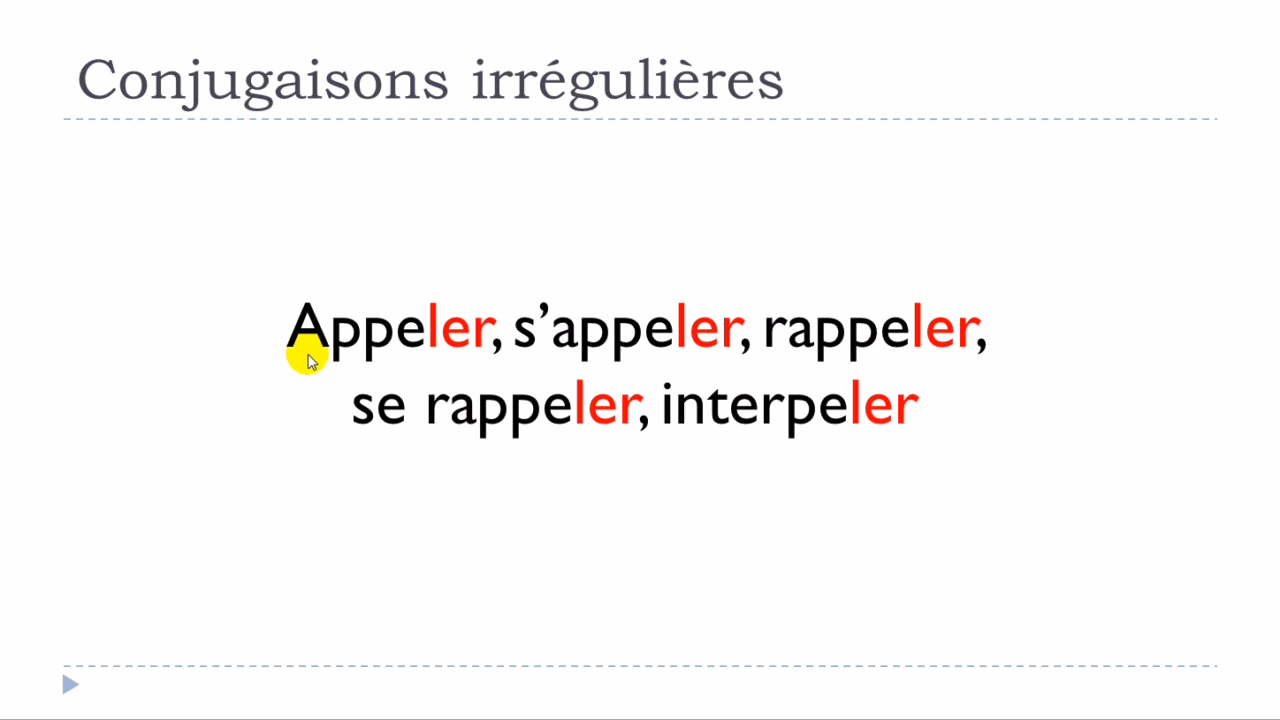 Conjugaisons irrégulières
Appeler, s’appeler, rappeler,
se rappeler, interpeler